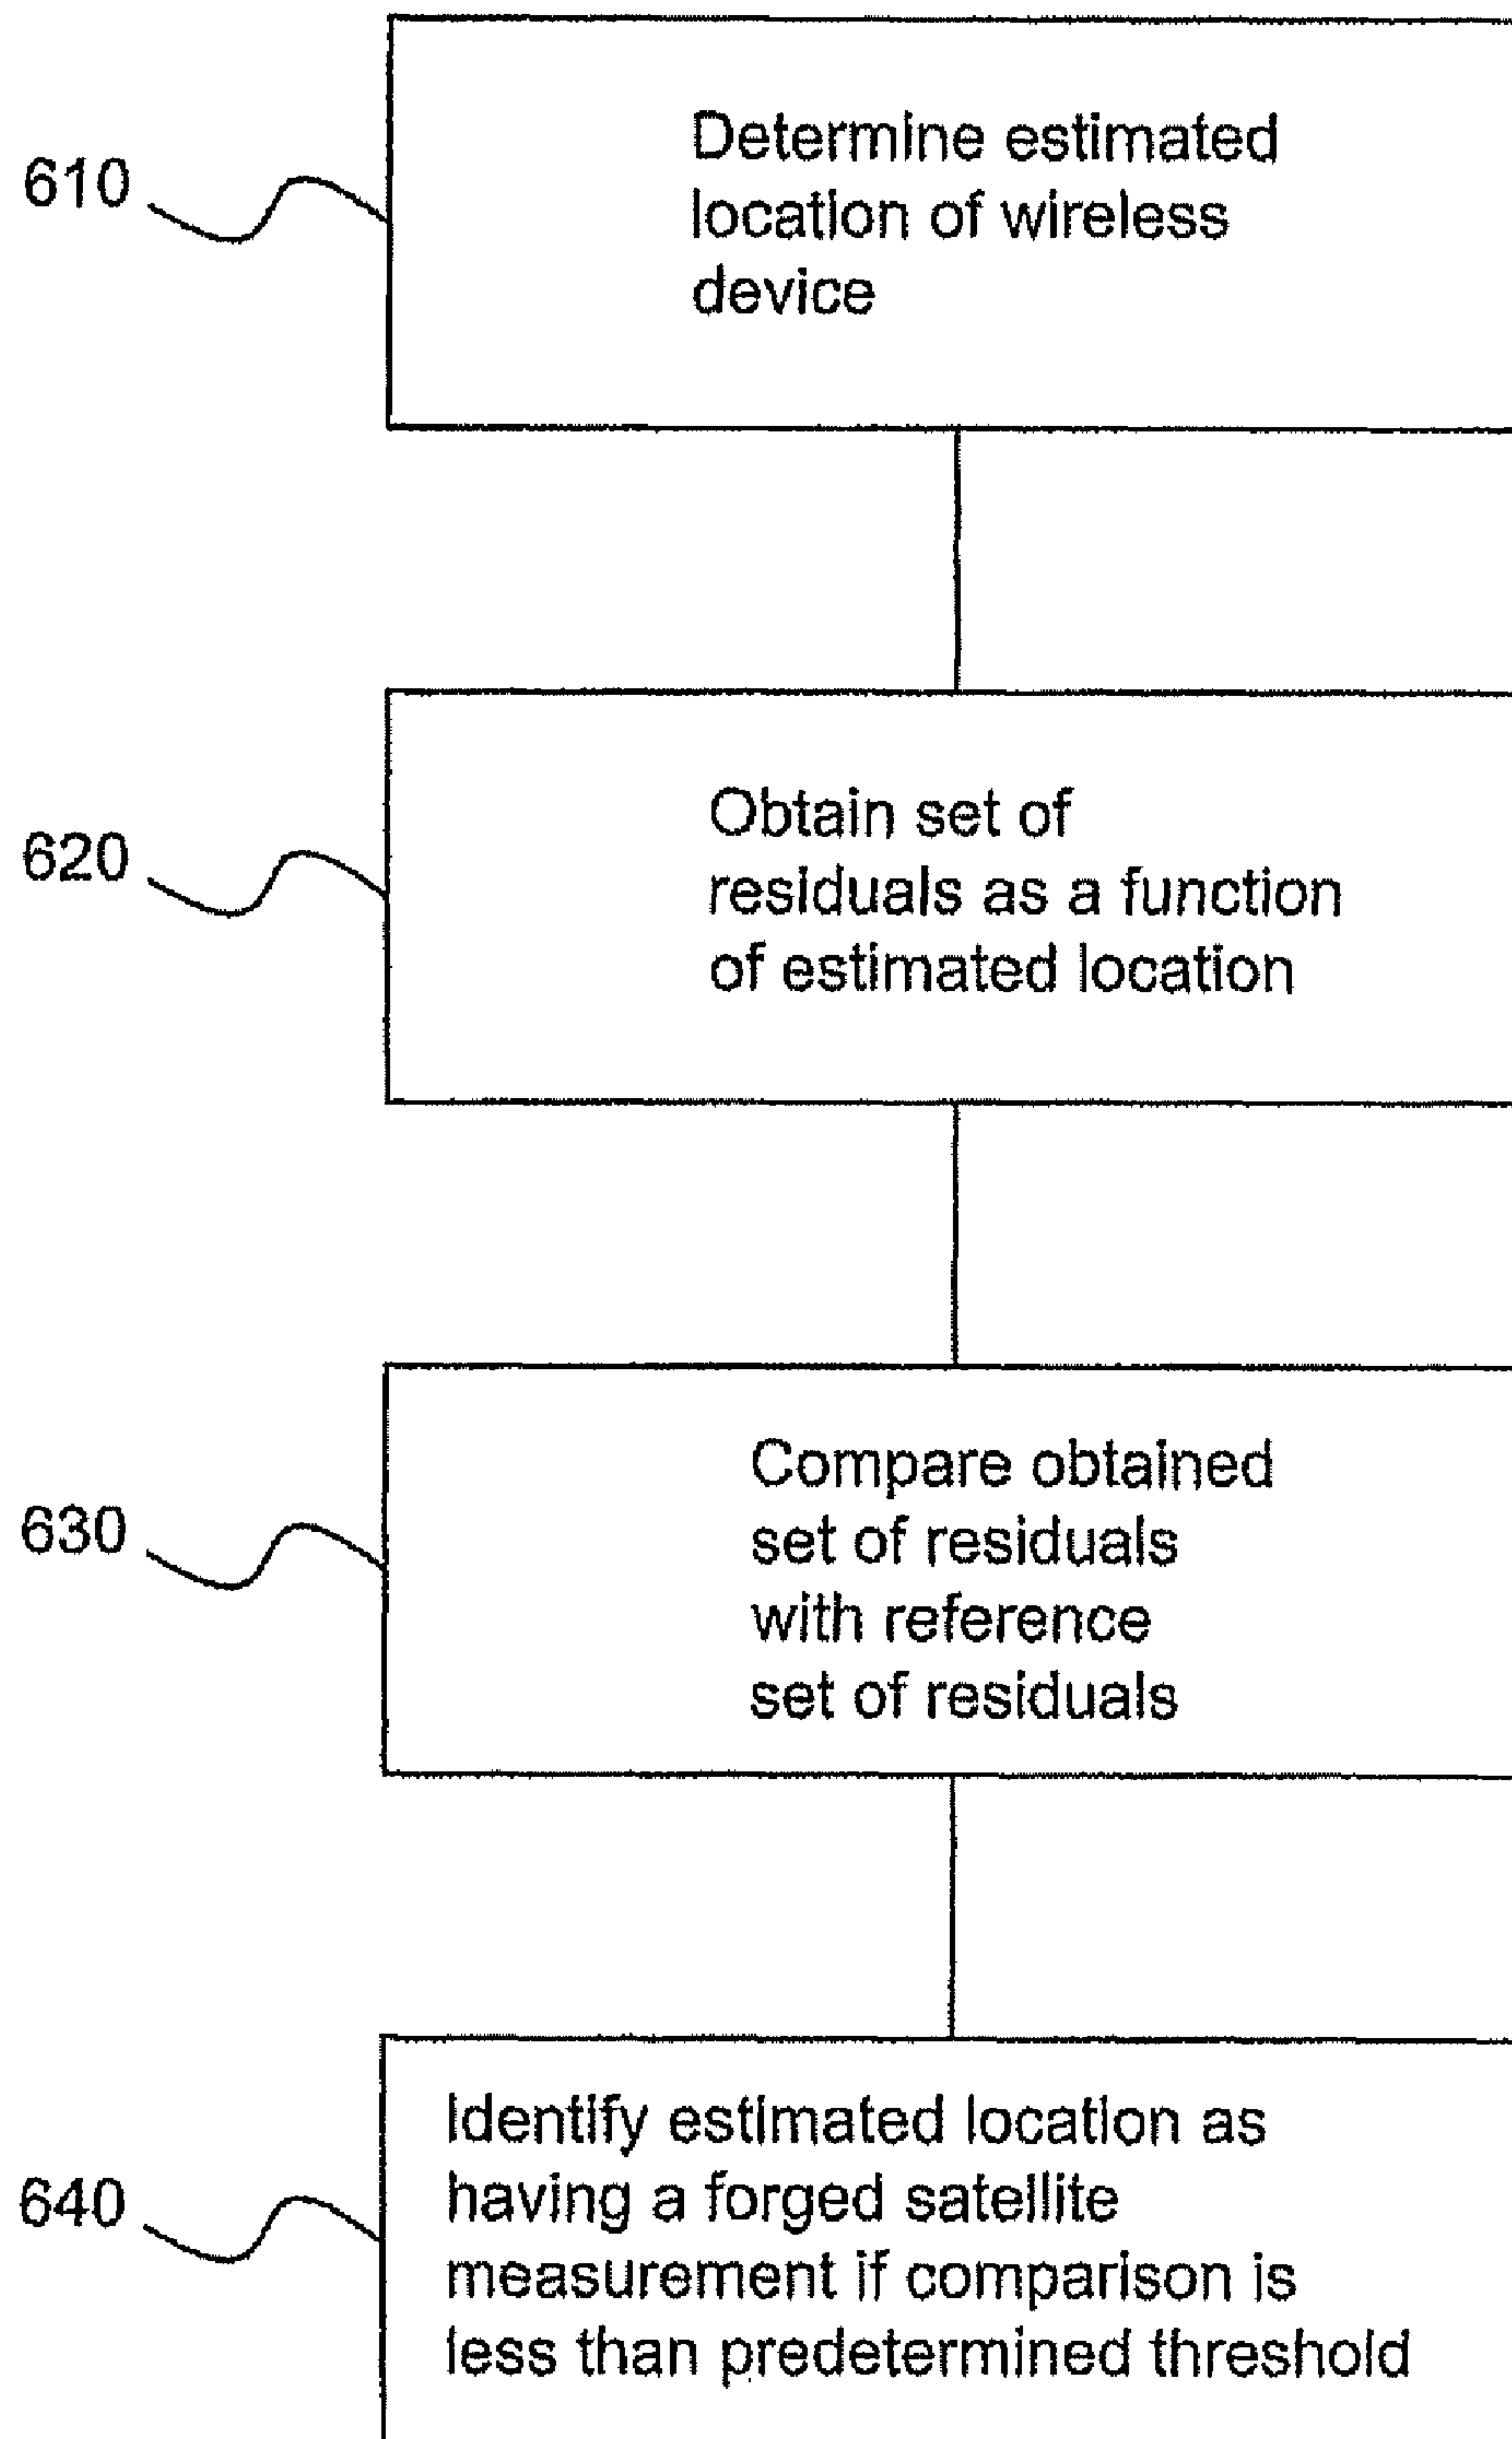 610
Determine estimated
location of wireless
device
620
Obtain set of
residuals as a function
of estimated location
630
Compare obtained
set of residuals
with reference
set of residuals
640
Identify estimated location as
having a forged satellite
measurement if comparison is
less than predetermined threshold